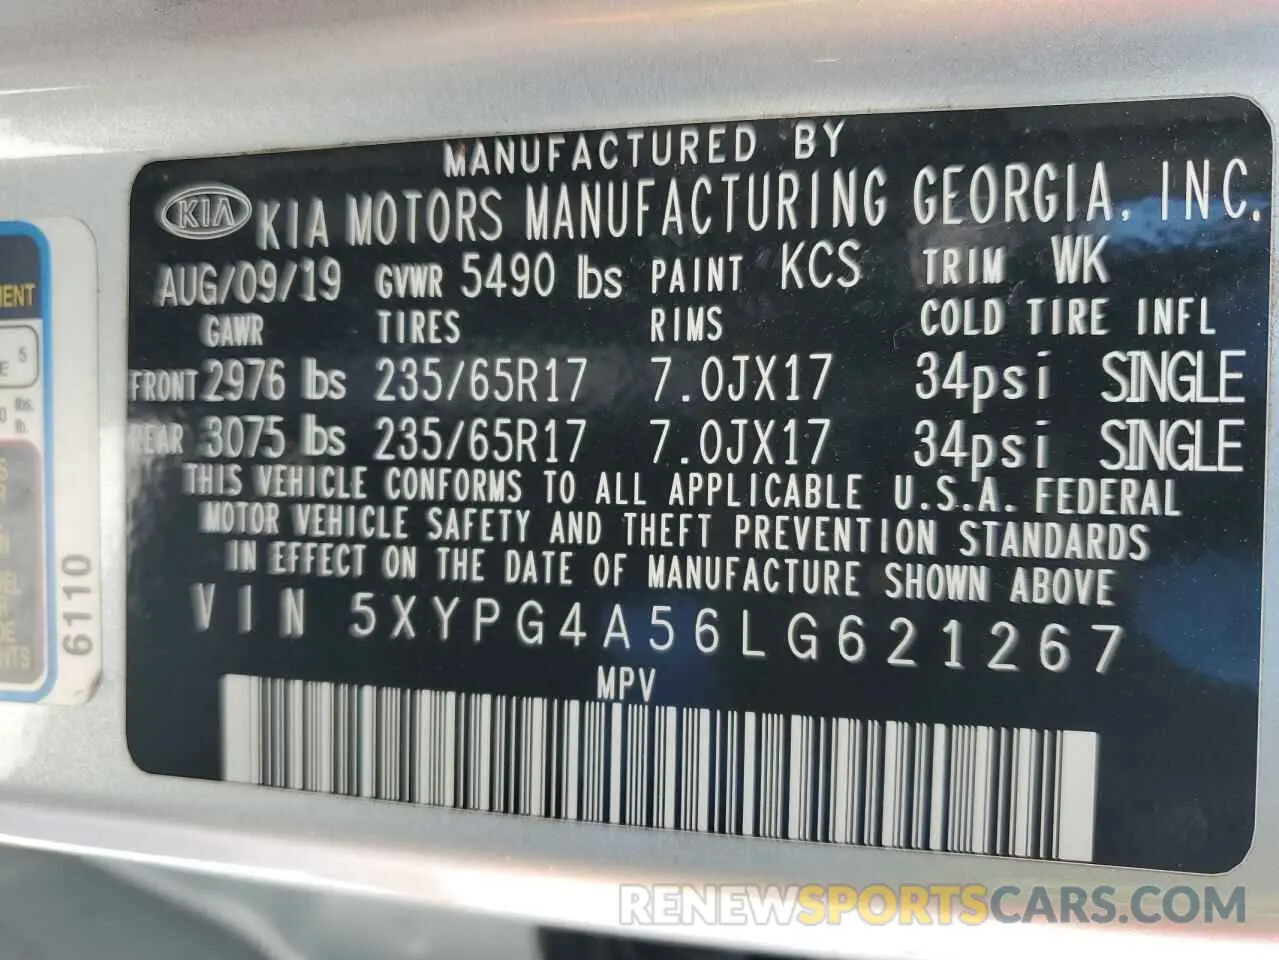 MANUFACTURED BY
KIA KIA MOTORS MANUFACTURING GEORGIA, INC.
AUG/09/19 GVWR 5490 lbs PAINT KCS TRIM WK
GAWR TIRES RIMS COLD TIRE INFL
FRONT 2976 lbs 235/65R17 7.0JX17 34psi SINGLE
REAR 3075 lbs 235/65R17 7.0JX17 34psi SINGLE
THIS VEHICLE CONFORMS TO ALL APPLICABLE U.S.A. FEDERAL
MOTOR VEHICLE SAFETY AND THEFT PREVENTION STANDARDS
IN EFFECT ON THE DATE OF MANUFACTURE SHOWN ABOVE
VIN 5XYPG4A56LG621267
MPV
5
lbs.
lb.
6110
RENEWSPORTSCARS.COM